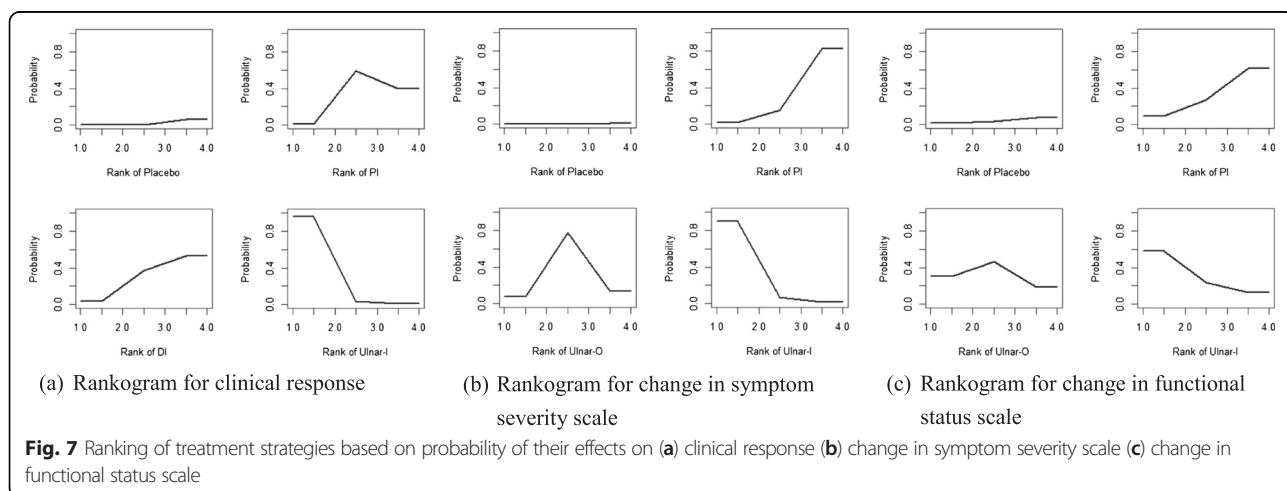 Probability
0.0 0.4 0.8
1.0 2.0 3.0 4.0
Rank of Placebo
Probability
0.0 0.4 0.8
1.0 2.0 3.0 4.0
Rank of PI
Probability
0.0 0.4 0.8
1.0 2.0 3.0 4.0
Rank of Placebo
Probability
0.0 0.4 0.8
1.0 2.0 3.0 4.0
Rank of PI
Probability
0.0 0.4 0.8
1.0 2.0 3.0 4.0
Rank of Placebo
Probability
0.0 0.4 0.8
1.0 2.0 3.0 4.0
Rank of PI
Probability
0.0 0.4 0.8
1.0 2.0 3.0 4.0
Rank of DI
Probability
0.0 0.4 0.8
1.0 2.0 3.0 4.0
Rank of Ulnar-I
Probability
0.0 0.4 0.8
1.0 2.0 3.0 4.0
Rank of Ulnar-O
Probability
0.0 0.4 0.8
1.0 2.0 3.0 4.0
Rank of Ulnar-I
Probability
0.0 0.4 0.8
1.0 2.0 3.0 4.0
Rank of Ulnar-O
Probability
0.0 0.4 0.8
1.0 2.0 3.0 4.0
Rank of Ulnar-I
(a) Rankogram for clinical response
(b) Rankogram for change in symptom
severity scale
(c) Rankogram for change in functional
status scale
Fig. 7 Ranking of treatment strategies based on probability of their effects on (a) clinical response (b) change in symptom severity scale (c) change in
functional status scale